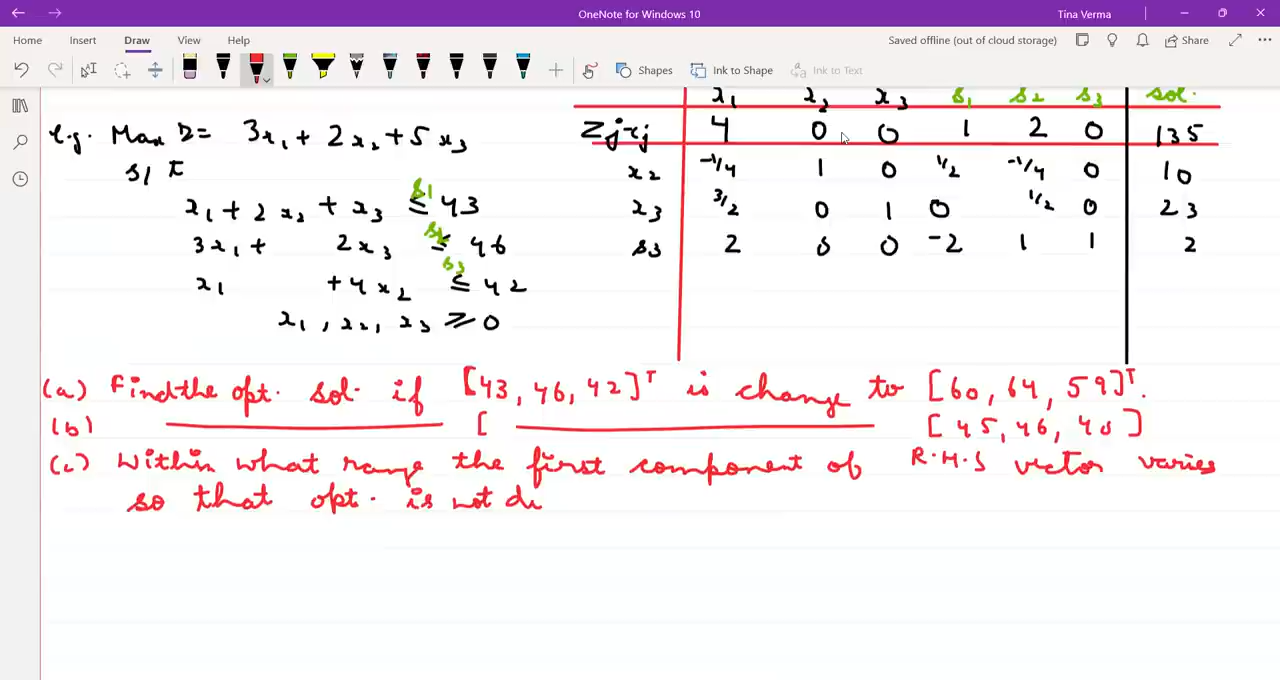 OneNote for Windows 10
Tina Verma
Home Insert Draw View Help
Saved offline (out of cloud storage)
Share
Shapes
Ink to Shape
Ink to Text
x1 x2 x3 s1 s2 s3 sol.
e.g. Max Z= 3x1 + 2x2 + 5x3
s/t
x1 + 2x2 + x3 ≤ 43 s1
3x1 + 2x3 ≤ 46 s2
x1 + 4x2 ≤ 42 s3
x1, x2, x3 ≥ 0
Zj-cj 4 0 0 1 2 0 135
x2 -1/4 1 0 1/2 -1/4 0 10
x3 3/2 0 1 0 1/2 0 23
s3 2 0 0 -2 1 1 2
(a) Find the opt. sol. if [43, 46, 42]ᵀ is change to [60, 64, 59]ᵀ.
(b) [ [45, 46, 40]
(c) Within what range the first component of R.H.S vector varies
so that opt. is not di